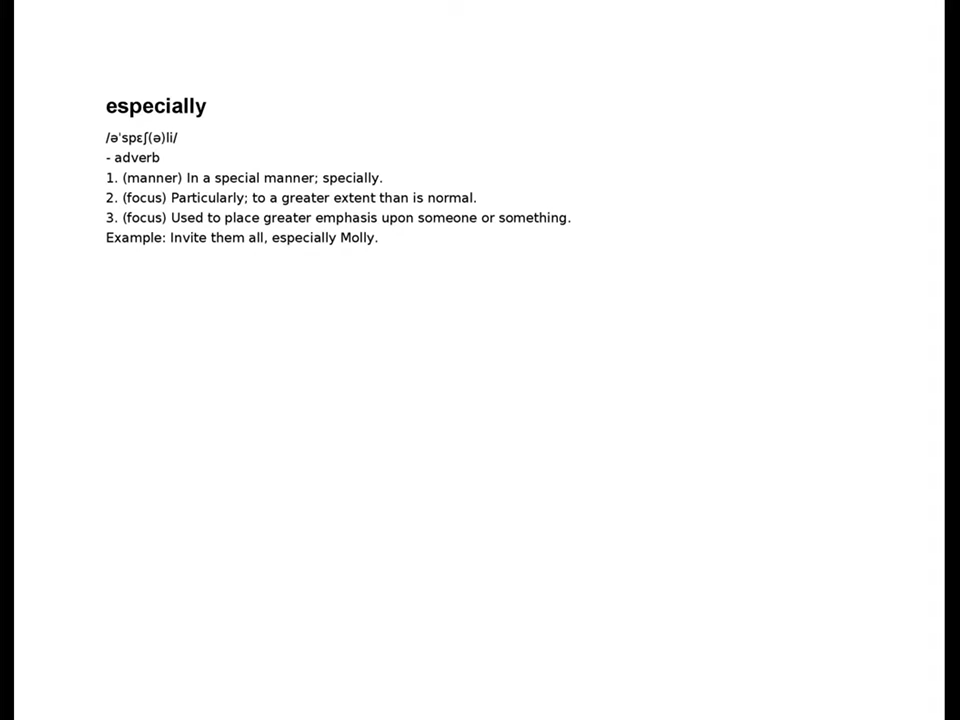 especially
/əˈspɛʃ(ə)li/
- adverb
1. (manner) In a special manner; specially.
2. (focus) Particularly; to a greater extent than is normal.
3. (focus) Used to place greater emphasis upon someone or something.
Example: Invite them all, especially Molly.